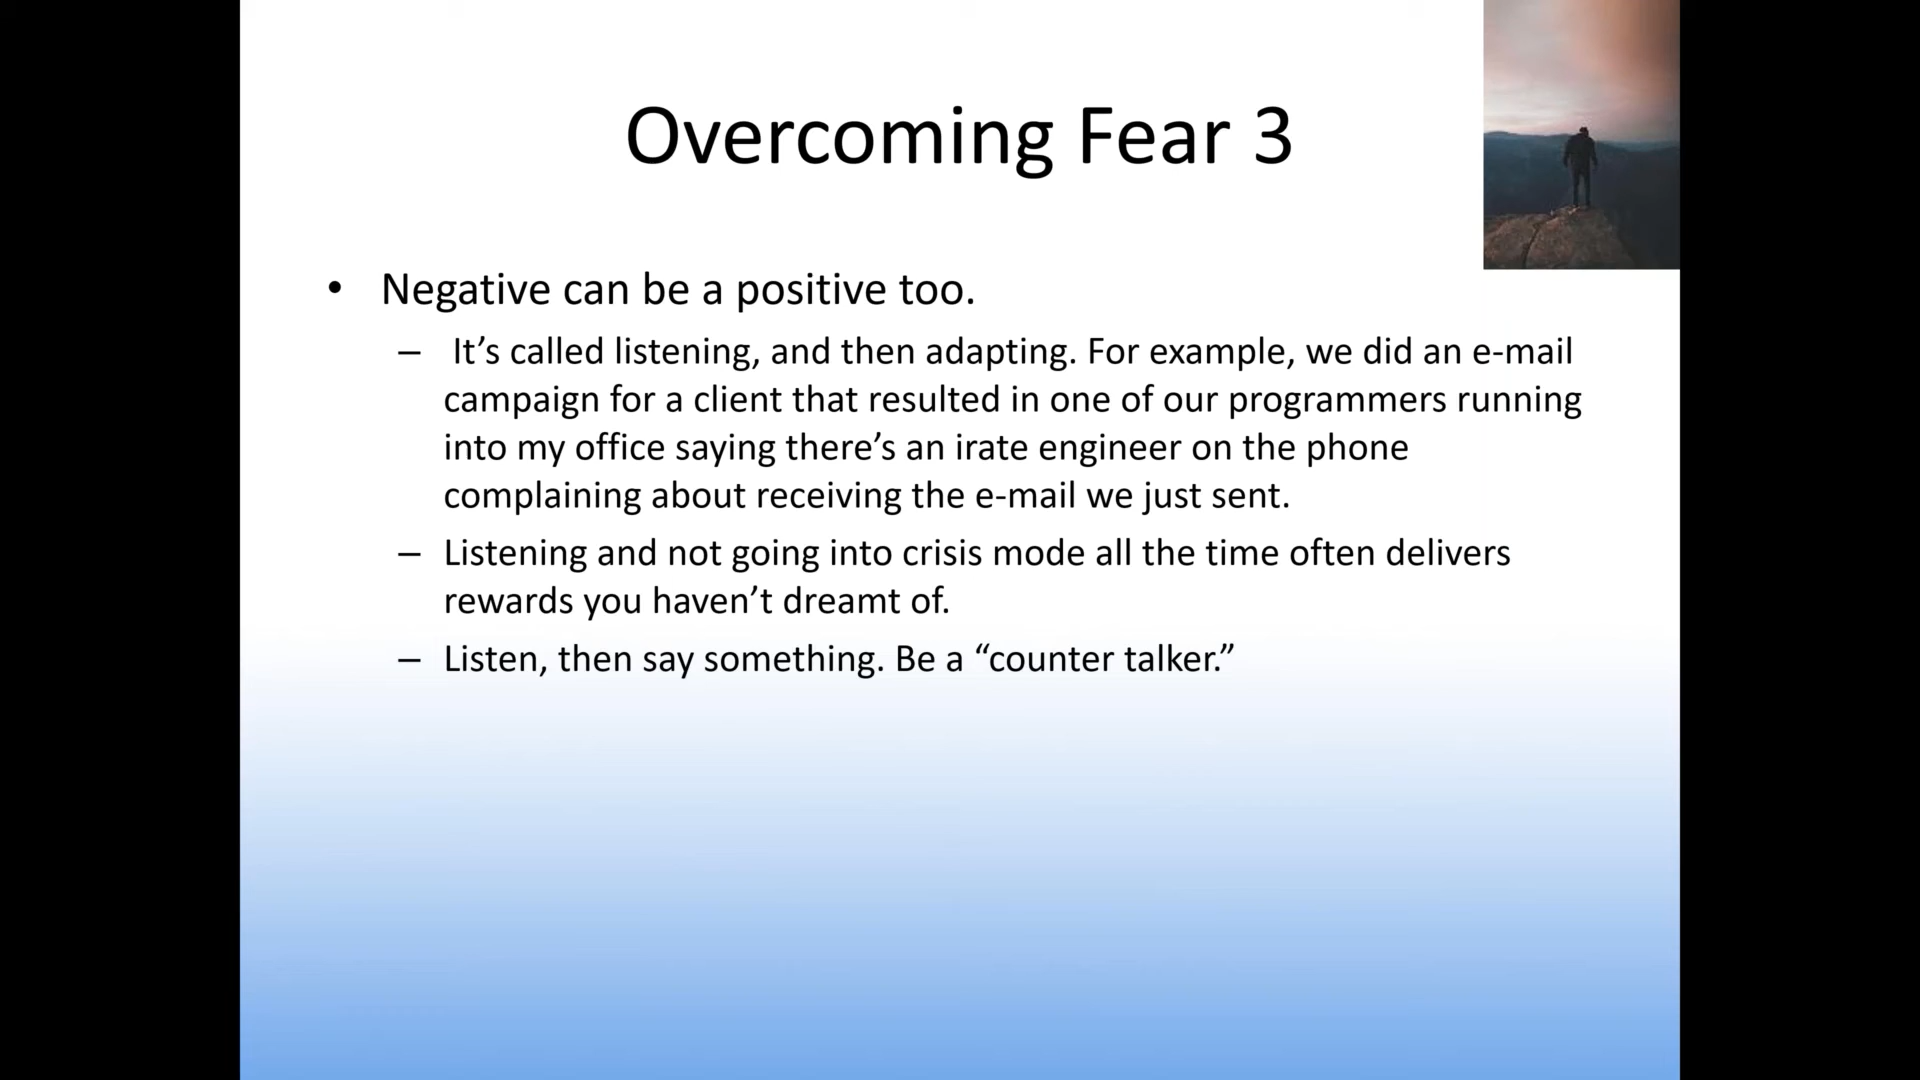 Overcoming Fear 3
• Negative can be a positive too.
– It’s called listening, and then adapting. For example, we did an e-mail
campaign for a client that resulted in one of our programmers running
into my office saying there’s an irate engineer on the phone
complaining about receiving the e-mail we just sent.
– Listening and not going into crisis mode all the time often delivers
rewards you haven’t dreamt of.
– Listen, then say something. Be a “counter talker.”